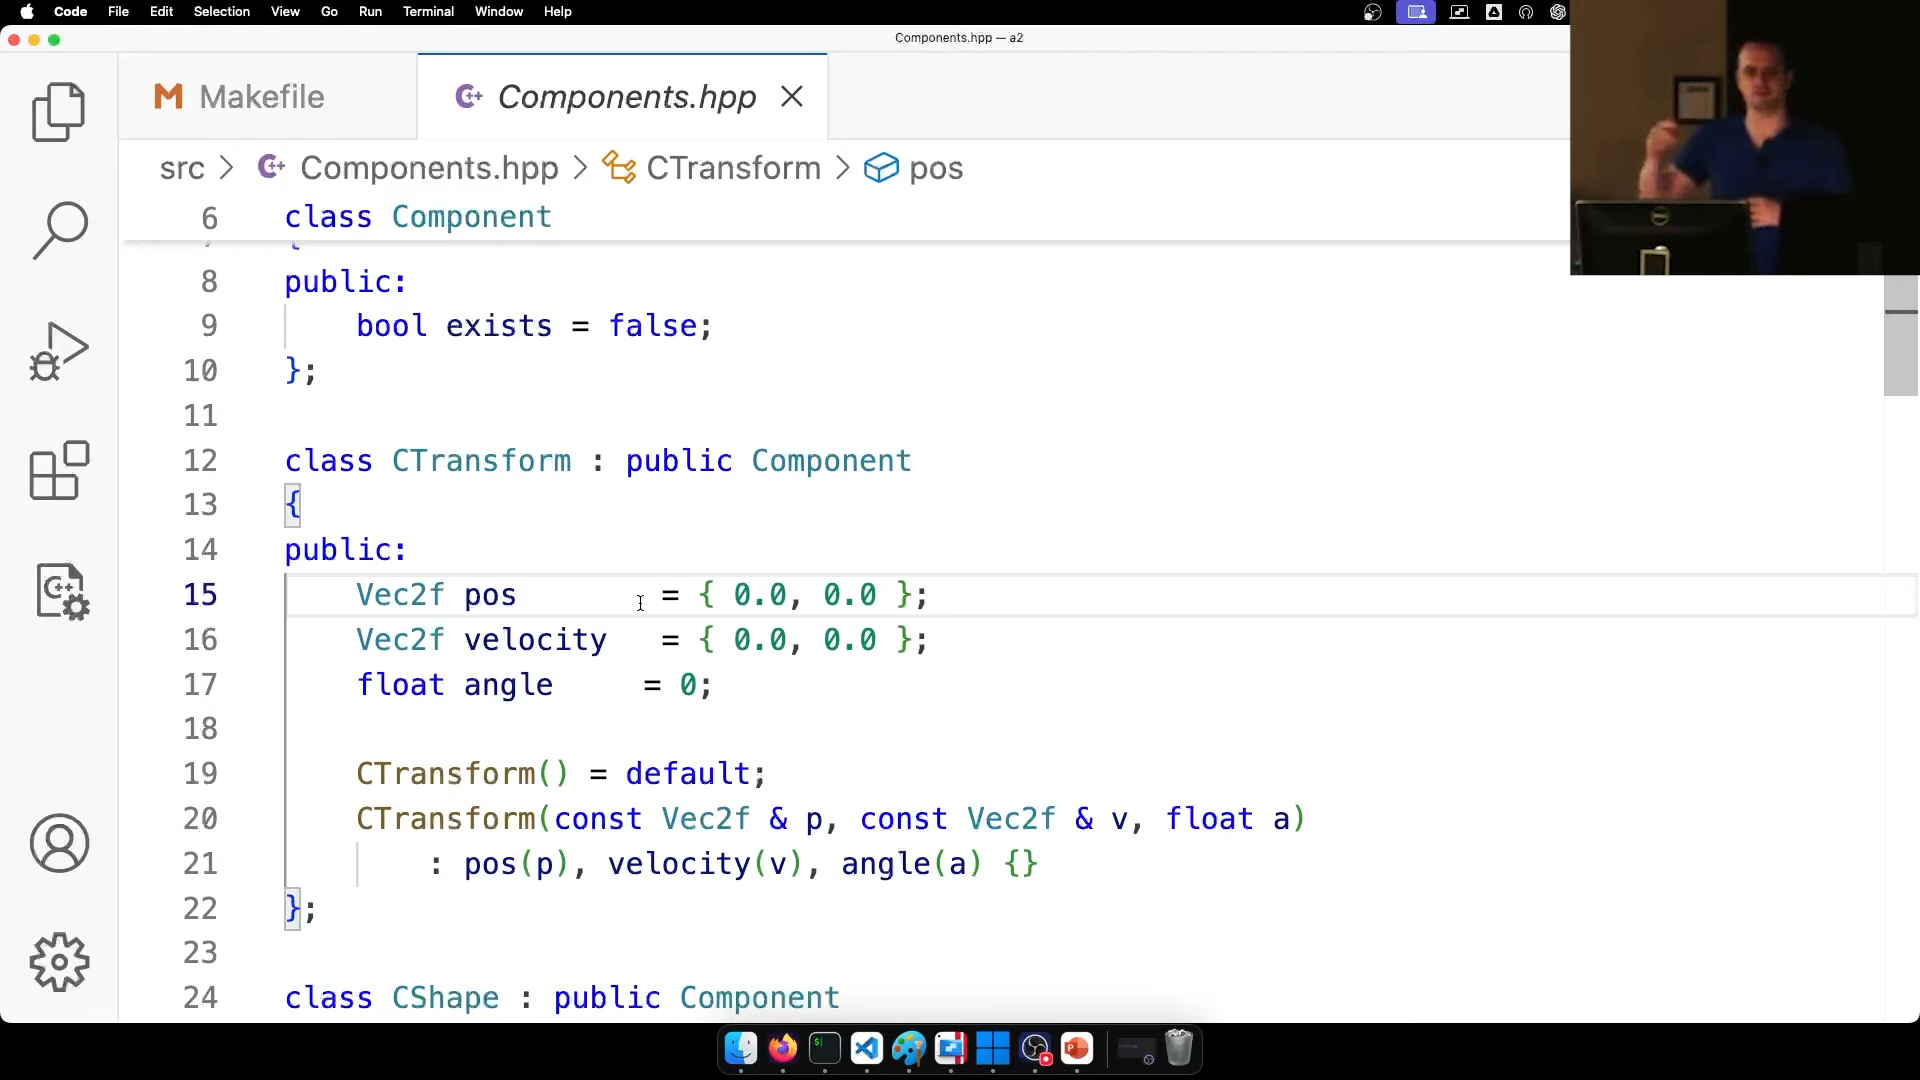 Code File Edit Selection View Go Run Terminal Window Help
Components.hpp — a2
Makefile
Components.hpp
src > Components.hpp > CTransform > pos
6 class Component
8 public:
9 bool exists = false;
10 };
11
12 class CTransform : public Component
13 {
14 public:
15 Vec2f pos = { 0.0, 0.0 };
16 Vec2f velocity = { 0.0, 0.0 };
17 float angle = 0;
18
19 CTransform() = default;
20 CTransform(const Vec2f & p, const Vec2f & v, float a)
21 : pos(p), velocity(v), angle(a) {}
22 };
23
24 class CShape : public Component